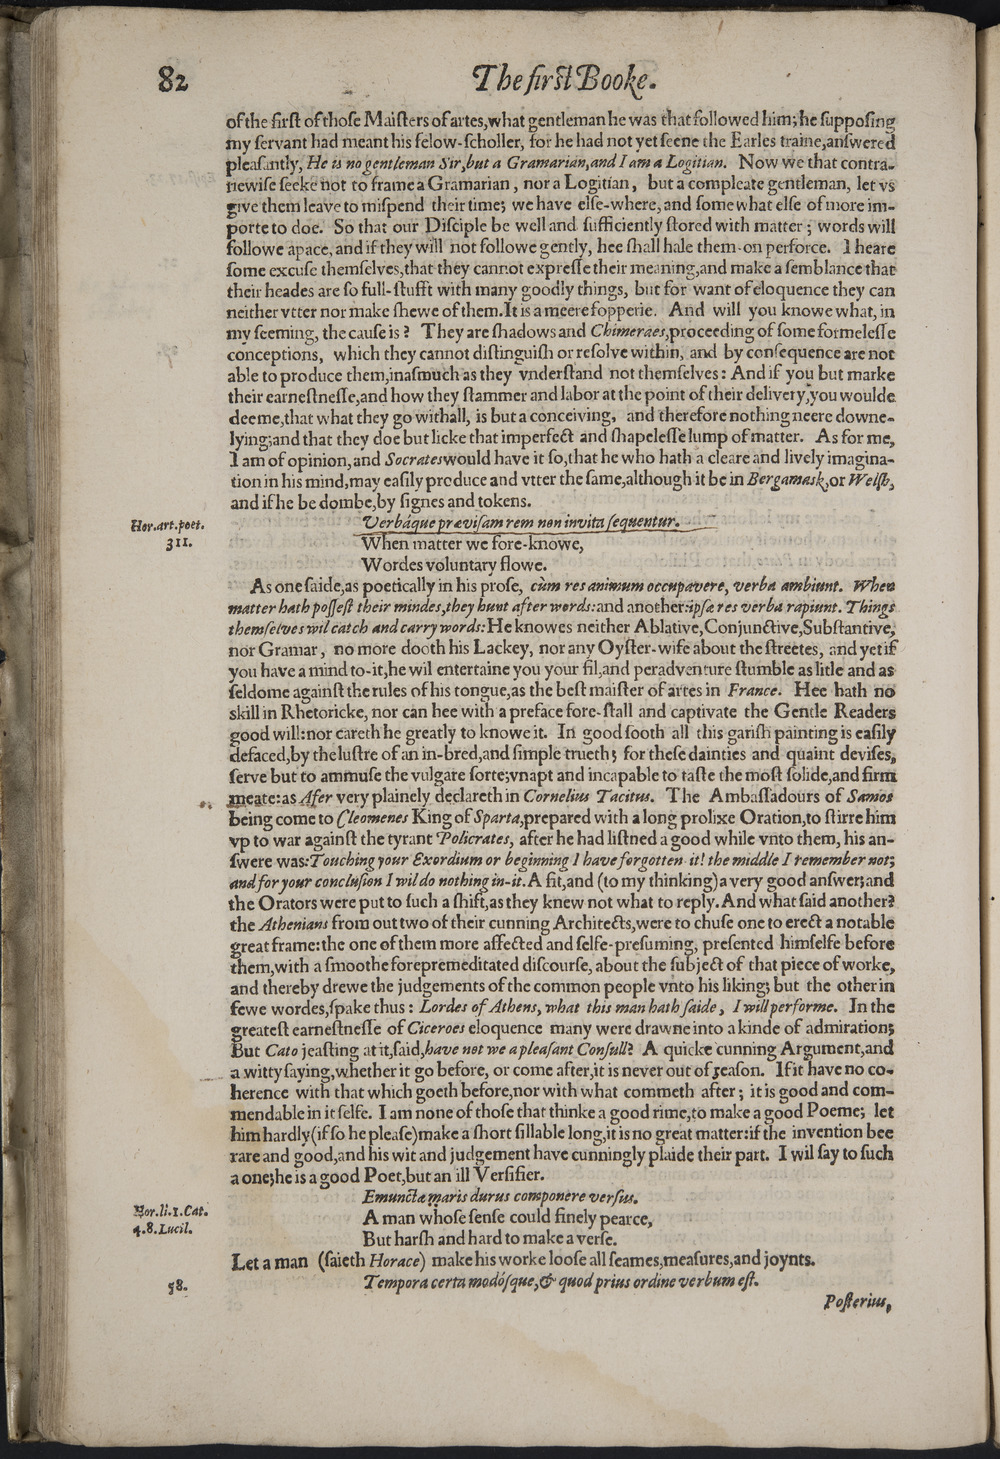 82
The firſt Booke.
of the firſt of thoſe Maiſters of artes, what gentleman he was that followed him; he ſuppoſing
my ſervant had meant his felow-ſcholler, for he had not yet ſeene the Earles traine, anſwered
pleaſantly, He is no gentleman Sir, but a Gramarian, and I am a Logitian. Now we that contra-
riewiſe ſeeke not to frame a Gramarian, nor a Logitian, but a compleate gentleman, let vs
give them leave to miſpend their time; we have elſe-where, and ſomewhat elſe of more im-
porte to doe. So that our Diſciple be well and ſufficiently ſtored with matter; words will
followe apace, and if they will not followe gently, hee ſhall hale them-on perforce. I heare
ſome excuſe themſelves, that they cannot expreſſe their meaning, and make a ſemblance that
their heades are ſo full-ſtufft with many goodly things, but for want of eloquence they can
neither vtter nor make ſhewe of them. It is a meere fopperie. And will you knowe what, in
my ſeeming, the cauſe is? They are ſhadows and Chimeraes, proceeding of ſome formeleſſe
conceptions, which they cannot diſtinguiſh or reſolve within, and by conſequence are not
able to produce them, inaſmuch as they vnderſtand not themſelves: And if you but marke
their earneſtneſſe, and how they ſtammer and labor at the point of their delivery, you woulde
deeme, that what they go withall, is but a conceiving, and therefore nothing neere downe-
lying; and that they doe but licke that imperfect and ſhapeleſſe lump of matter. As for me,
I am of opinion, and Socrates would have it ſo, that he who hath a cleare and lively imagina-
tion in his mind, may eaſily produce and vtter the ſame, although it be in Bergamask, or Welſh,
and if he be dombe, by ſignes and tokens.
Hor. art. poet.
311.
Verbáque prævisam rem non invita ſequentur.
When matter we fore-knowe,
Wordes voluntary flowe.
As one ſaide, as poetically in his proſe, cùm res animum occupavere, verba ambiunt. When
matter hath poſſeſt their mindes, they hunt after words: and another: ipſæ res verba rapiunt. Things
themſelves wil catch and carry words: He knowes neither Ablative, Conjunctive, Subſtantive,
nor Gramar, no more dooth his Lackey, nor any Oyſter-wife about the ſtreetes, and yet if
you have a mind to-it, he wil entertaine you your fil, and peradventure ſtumble as litle and as
ſeldome againſt the rules of his tongue, as the beſt maiſter of artes in France. Hee hath no
skill in Rhetoricke, nor can hee with a preface fore-ſtall and captivate the Gentle Readers
good will: nor careth he greatly to knowe it. In good ſooth all this gariſh painting is eaſily
defaced, by the luſtre of an in-bred, and ſimple trueth; for theſe dainties and quaint deviſes,
ſerve but to ammuſe the vulgare ſorte; vnapt and incapable to taſte the moſt ſolide, and firm
meate: as Afer very plainely declareth in Cornelius Tacitus. The Ambaſſadours of Samos
being come to Cleomenes King of Sparta, prepared with a long prolixe Oration, to ſtirre him
vp to war againſt the tyrant Policrates, after he had liſtned a good while vnto them, his an-
ſwere was: Touching your Exordium or beginning I have forgotten it! the middle I remember not;
and for your concluſion I wil do nothing in-it. A fit, and (to my thinking) a very good anſwer; and
the Orators were put to ſuch a ſhift, as they knew not what to reply. And what ſaid another?
the Athenians from out two of their cunning Architects, were to chuſe one to erect a notable
great frame: the one of them more affected and ſelfe-preſuming, preſented himſelfe before
them, with a ſmoothe forepremeditated diſcourſe, about the ſubject of that piece of worke,
and thereby drewe the judgements of the common people vnto his liking; but the other in
fewe wordes, ſpake thus: Lordes of Athens, what this man hath ſaide, I will performe. In the
greateſt earneſtneſſe of Ciceroes eloquence many were drawne into a kinde of admiration;
But Cato jeaſting at it, ſaid, have not we a pleaſant Conſull? A quicke cunning Argument, and
a witty ſaying, whether it go before, or come after, it is never out of ſeaſon. If it have no co-
herence with that which goeth before, nor with what commeth after; it is good and com-
mendable in it ſelfe. I am none of thoſe that thinke a good rime, to make a good Poeme; let
him hardly (if ſo he pleaſe) make a ſhort ſillable long, it is no great matter: if the invention bee
rare and good, and his wit and judgement have cunningly plaide their part. I wil ſay to ſuch
a one; he is a good Poet, but an ill Verſifier.
Emunctæ naris durus componere verſus.
Hor. li. 1. Cat.
4. 8. Lucil.
A man whoſe ſenſe could finely pearce,
But harſh and hard to make a verſe.
Let a man (ſaieth Horace) make his worke looſe all ſeames, meaſures, and joynts.
58.
Tempora certa modóſque, & quod prius ordine verbum eſt.
Poſterius,